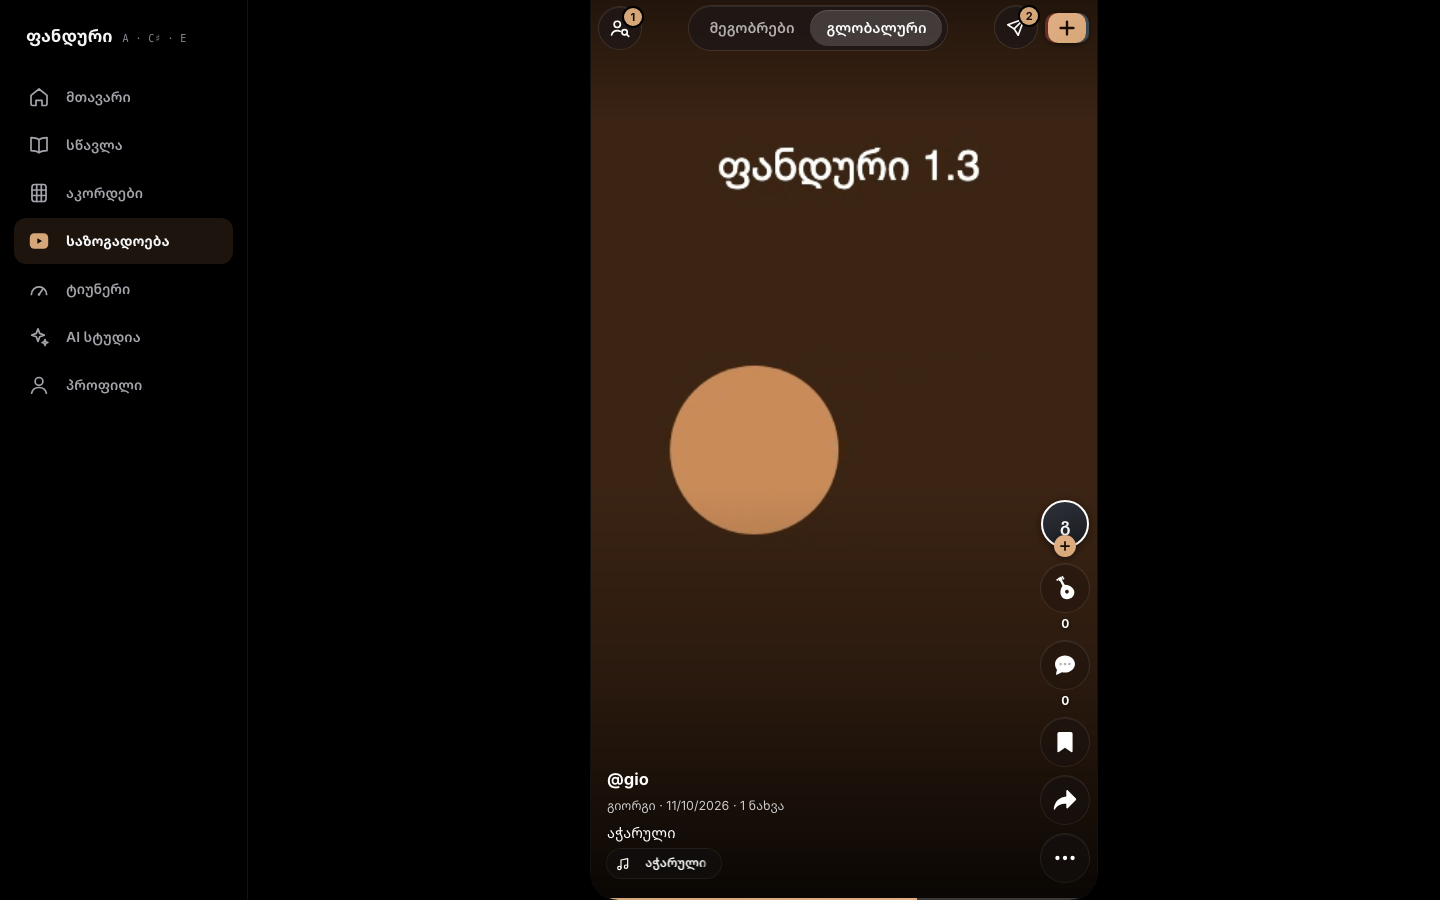 ფანდური A · C♯ · E
მთავარი
სწავლა
აკორდები
საზოგადოება
ტიუნერი
AI სტუდია
პროფილი
1
მეგობრები
გლობალური
2
ფანდური 1.3
გ
0
0
@gio
გიორგი · 11/10/2026 · 1 ნახვა
აჭარული
აჭარული